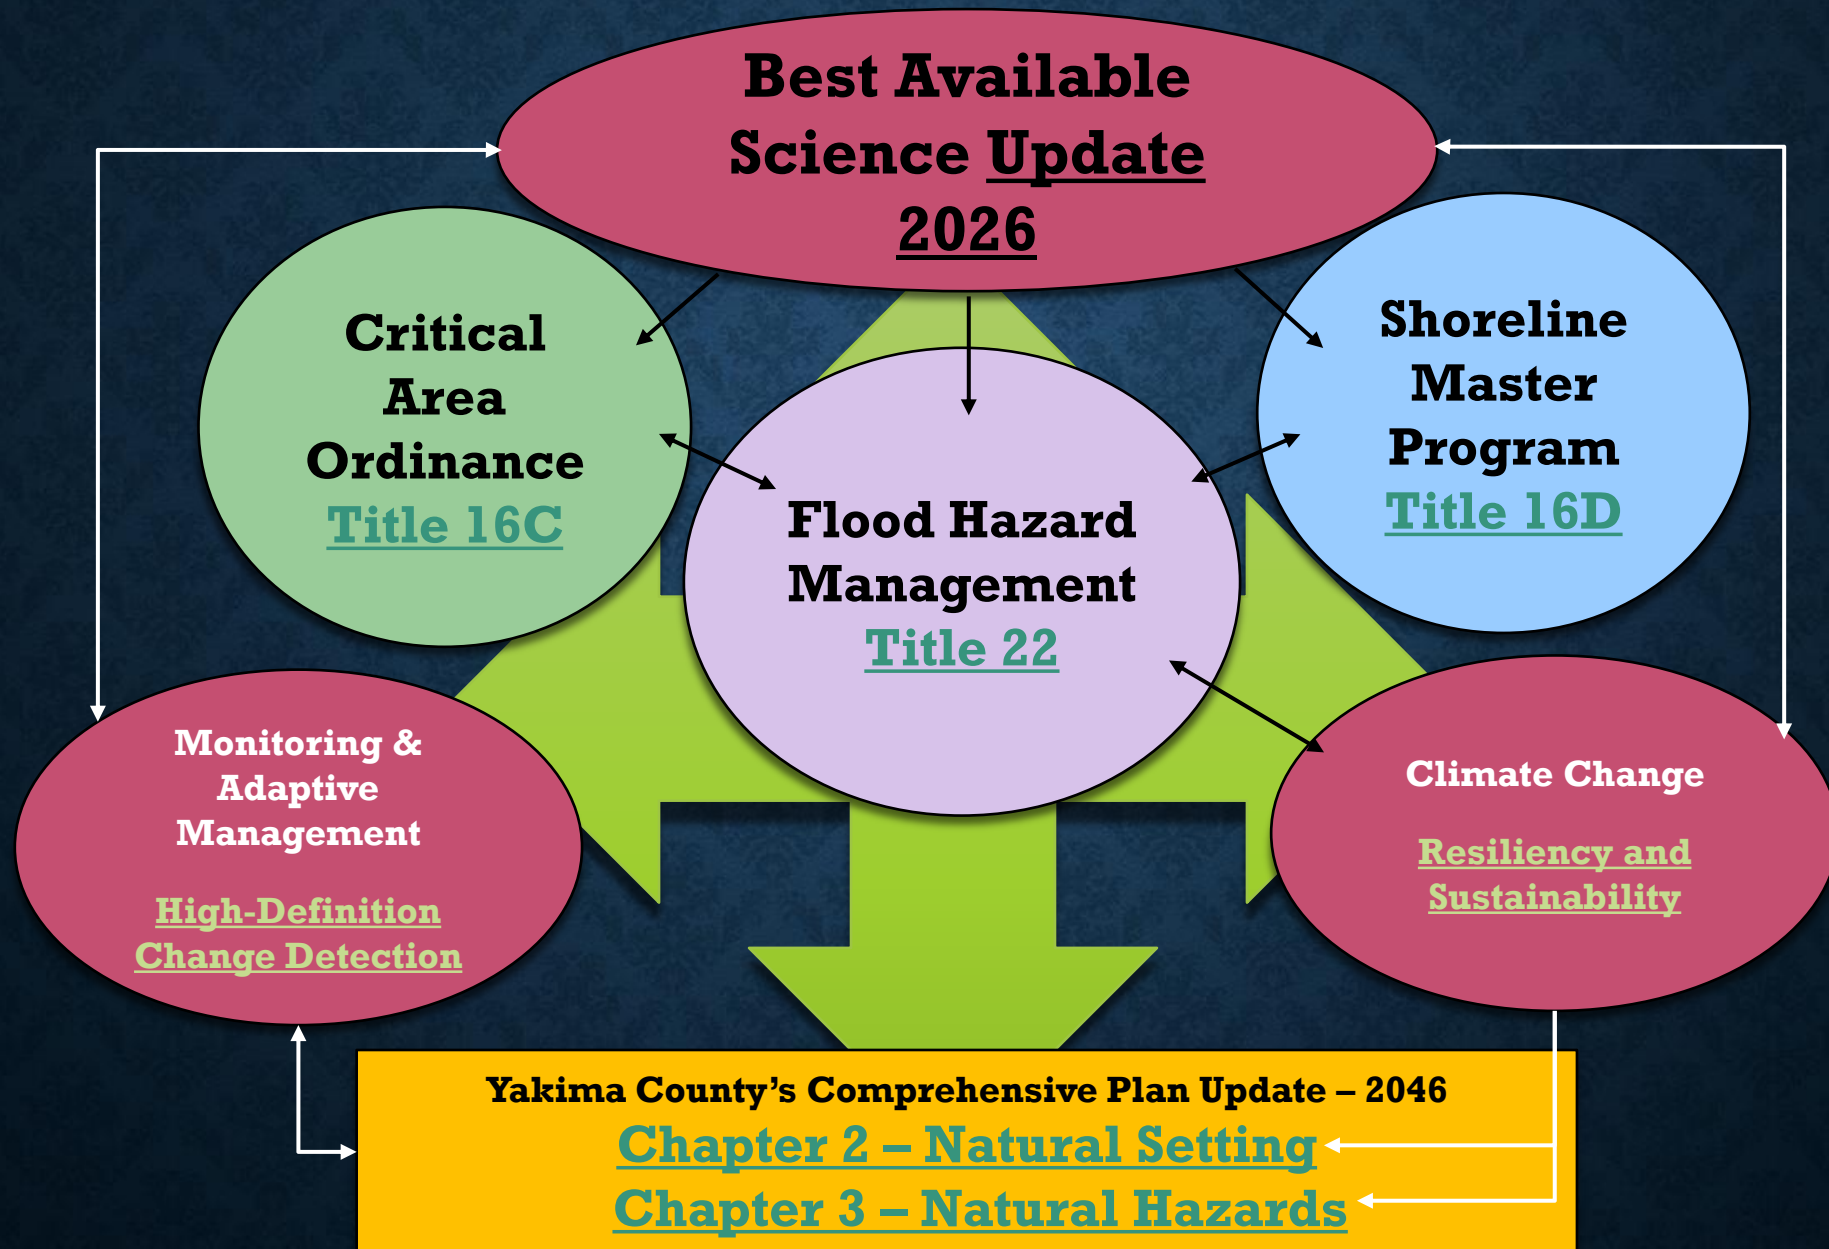 Best Available
Science Update
2026
Critical
Area
Ordinance
Title 16C
Shoreline
Master
Program
Title 16D
Flood Hazard
Management
Title 22
Monitoring &
Adaptive
Management
High-Definition
Change Detection
Climate Change
Resiliency and
Sustainability
Yakima County’s Comprehensive Plan Update – 2046
Chapter 2 – Natural Setting
Chapter 3 – Natural Hazards